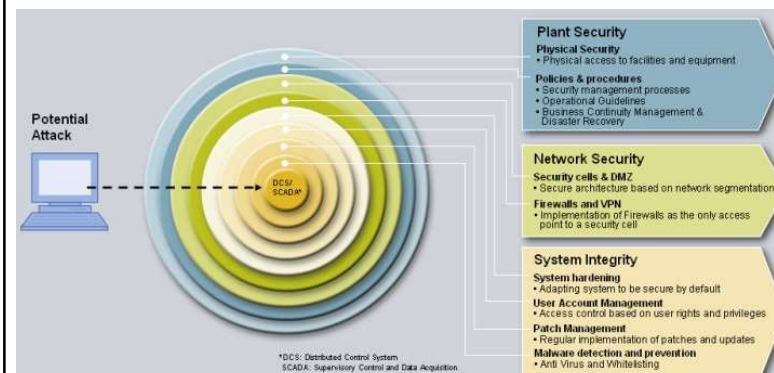 Potential
Attack
DCS/
SCADA*
*DCS: Distributed Control System
SCADA: Supervisory Control and Data Acquisition
Plant Security
Physical Security
• Physical access to facilities and equipment
Policies & procedures
• Security management processes
• Operational Guidelines
• Business Continuity Management &
Disaster Recovery
Network Security
Security cells & DMZ
• Secure architecture based on network segmentation
Firewalls and VPN
• Implementation of Firewalls as the only access
point to a security cell
System Integrity
System hardening
• Adapting system to be secure by default
User Account Management
• Access control based on user rights and privileges
Patch Management
• Regular implementation of patches and updates
Malware detection and prevention
• Anti Virus and Whitelisting